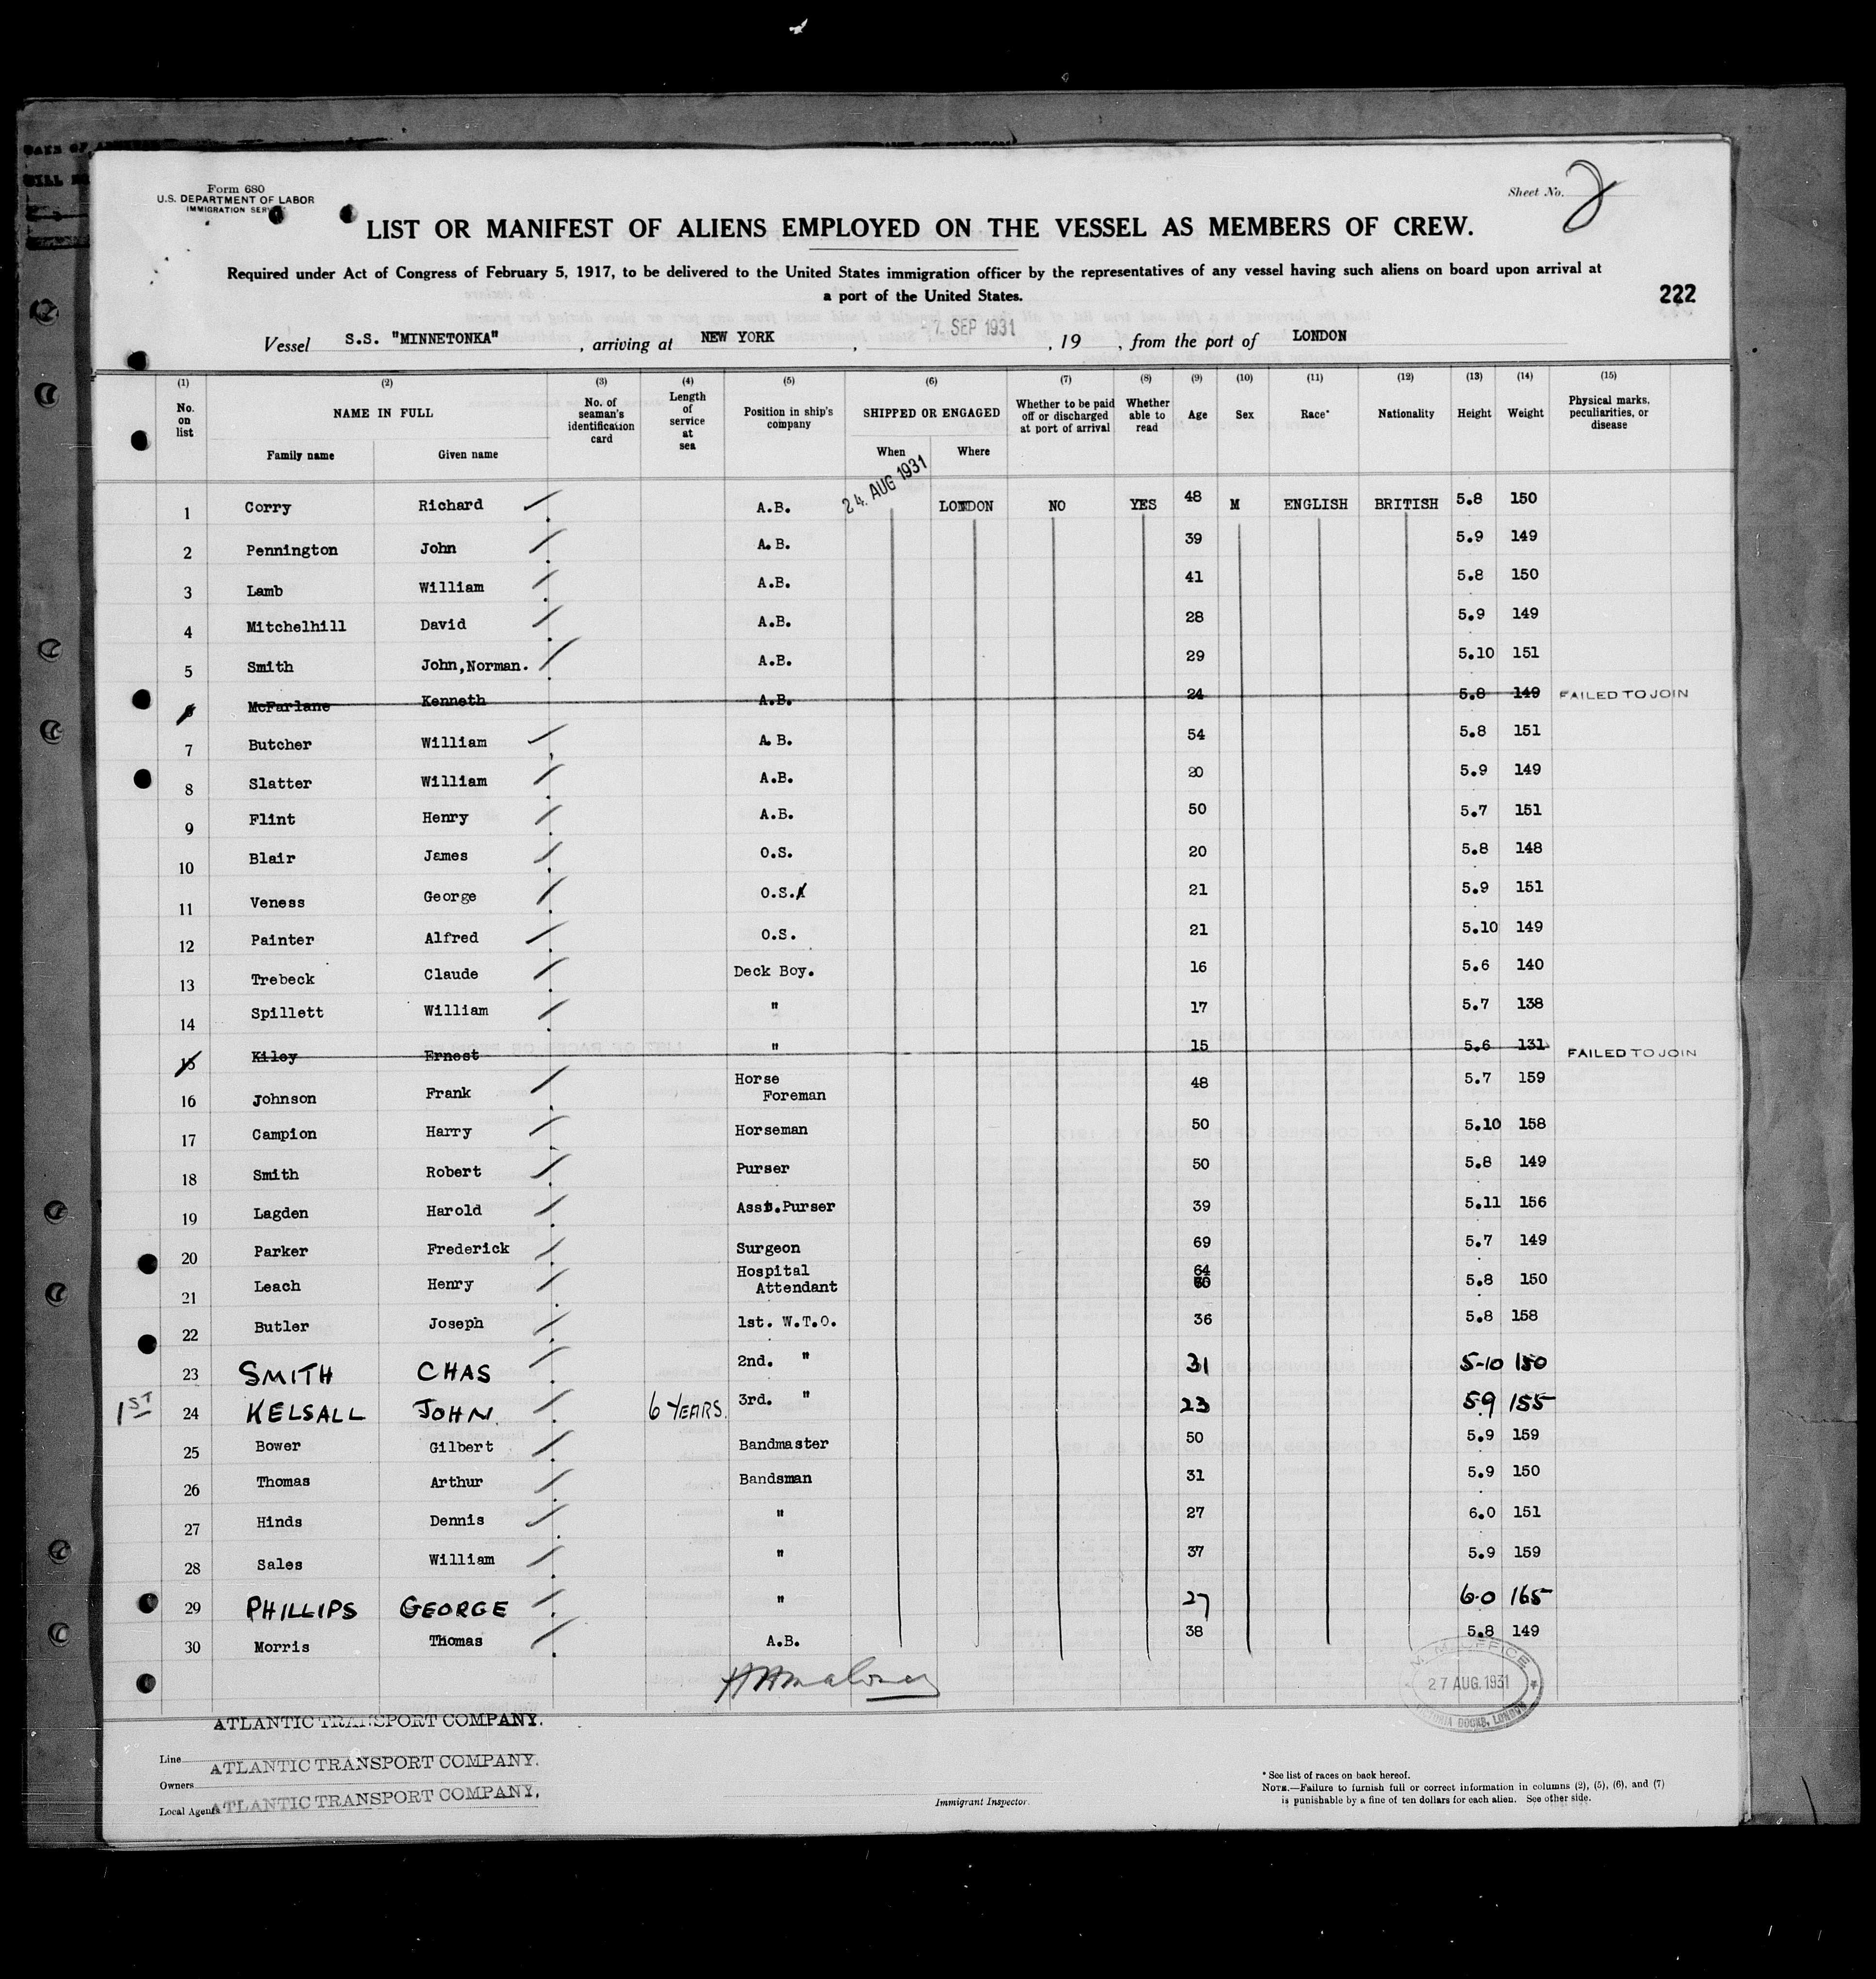 Form 680
U.S. DEPARTMENT OF LABOR
IMMIGRATION
Sheet No. 2
LIST OR MANIFEST OF ALIENS EMPLOYED ON THE VESSEL AS MEMBERS OF CREW.
Required under Act of Congress of February 5, 1917, to be delivered to the United States immigration officer by the representatives of any vessel having such aliens on board upon arrival at
a port of the United States.
222
Vessel S.S. "MINNETONKA" , arriving at NEW YORK , -7 SEP 1931 , 19 , from the port of LONDON
(1) (2) (3) (4) (5) (6) (7) (8) (9) (10) (11) (12) (13) (14) (15)
No. on list NAME IN FULL No. of seaman's identification card Length of service at sea Position in ship's company SHIPPED OR ENGAGED Whether to be paid off or discharged at port of arrival Whether able to read Age Sex Race* Nationality Height Weight Physical marks, peculiarities, or disease
Family name Given name When Where
1 Corry Richard A.B. 24. AUG 1931 LONDON NO YES 48 M ENGLISH BRITISH 5.8 150
2 Pennington John A.B. 39 5.9 149
3 Lamb William A.B. 41 5.8 150
4 Mitchelhill David A.B. 28 5.9 149
5 Smith John,Norman. A.B. 29 5.10 151
6 McFarlane Kenneth A.B. 24 5.8 149 FAILED TO JOIN
7 Butcher William A.B. 54 5.8 151
8 Slatter William A.B. 20 5.9 149
9 Flint Henry A.B. 50 5.7 151
10 Blair James O.S. 20 5.8 148
11 Veness George O.S. 21 5.9 151
12 Painter Alfred O.S. 21 5.10 149
13 Trebeck Claude Deck Boy. 16 5.6 140
14 Spillett William " 17 5.7 138
15 Kiley Ernest " 15 5.6 131 FAILED TO JOIN
16 Johnson Frank Horse Foreman 48 5.7 159
17 Campion Harry Horseman 50 5.10 158
18 Smith Robert Purser 50 5.8 149
19 Lagden Harold Asst.Purser 39 5.11 156
20 Parker Frederick Surgeon 69 5.7 149
21 Leach Henry Hospital Attendant 64 5.8 150
22 Butler Joseph 1st. W.T.O. 36 5.8 158
23 SMITH CHAS 2nd. " 31 5-10 150
1ST 24 KELSALL JOHN. 6 YEARS. 3rd. " 23 5.9 155
25 Bower Gilbert Bandmaster 50 5.9 159
26 Thomas Arthur Bandsman 31 5.9 150
27 Hinds Dennis " 27 6.0 151
28 Sales William " 37 5.9 159
29 PHILLIPS GEORGE " 27 6.0 165
30 Morris Thomas A.B. 38 5.8 149
M.M. OFFICE
27 AUG. 1931
VICTORIA DOCKS, LONDON
ATLANTIC TRANSPORT COMPANY.
Line ATLANTIC TRANSPORT COMPANY.
Owners
Local Agents ATLANTIC TRANSPORT COMPANY.
Immigrant Inspector.
* See list of races on back hereof.
NOTE.—Failure to furnish full or correct information in columns (2), (5), (6), and (7)
is punishable by a fine of ten dollars for each alien. See other side.